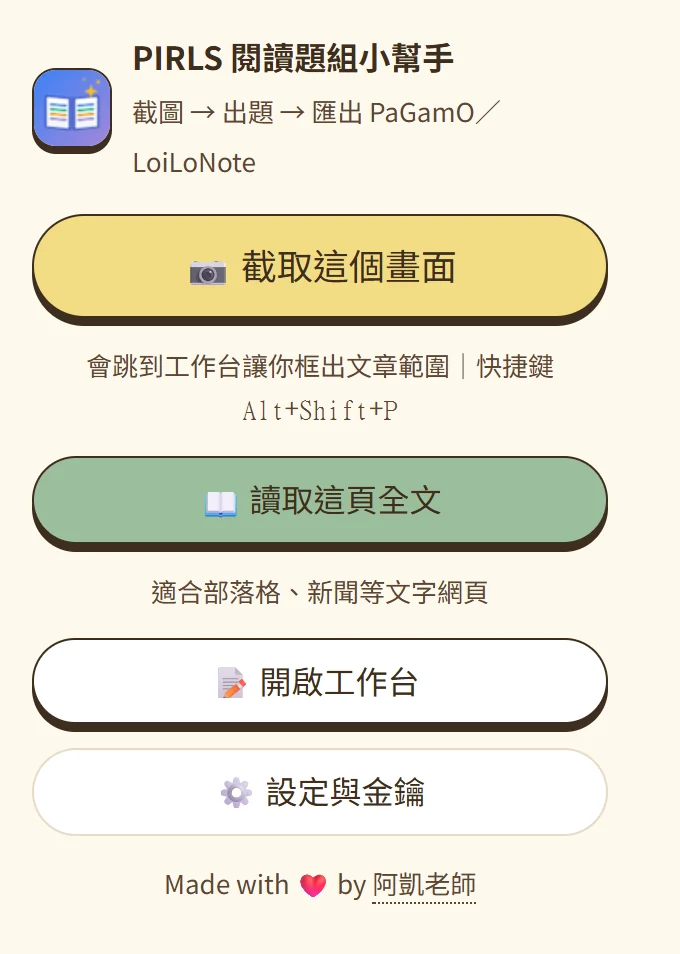 PIRLS 閱讀題組小幫手
截圖 → 出題 → 匯出 PaGamO／
LoiLoNote
📷 截取這個畫面
會跳到工作台讓你框出文章範圍｜快捷鍵
Alt+Shift+P
📖 讀取這頁全文
適合部落格、新聞等文字網頁
📝 開啟工作台
⚙️ 設定與金鑰
Made with ❤️ by 阿凱老師